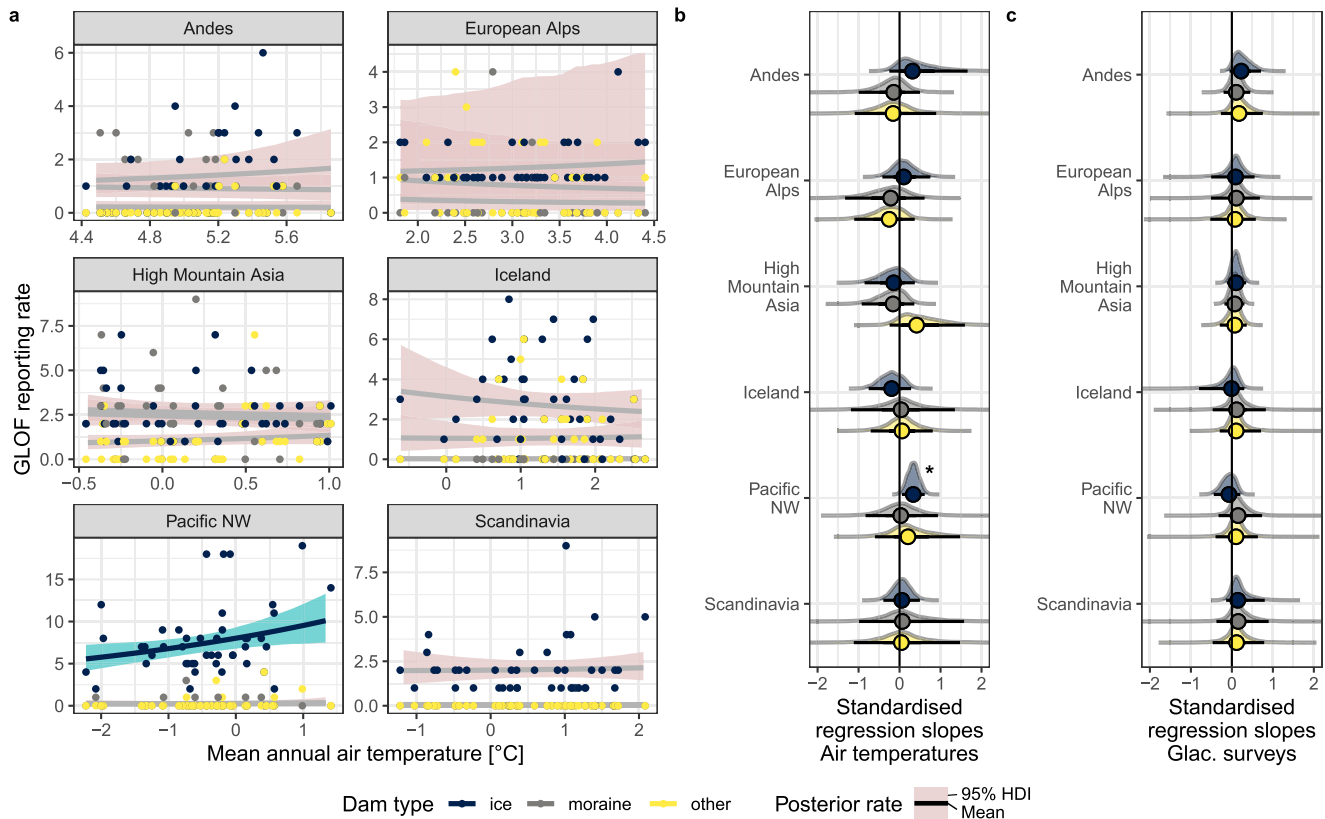 a
Andes
European Alps
6
4
2
0
4
3
2
1
0
4.4 4.8 5.2 5.6
2.0 2.5 3.0 3.5 4.0 4.5
High Mountain Asia
Iceland
7.5
5.0
2.5
0.0
8
6
4
2
0
−0.5 0.0 0.5 1.0
0 1 2
Pacific NW
Scandinavia
15
10
5
0
7.5
5.0
2.5
0.0
−2 −1 0 1
−1 0 1 2
GLOF reporting rate
Mean annual air temperature [°C]
b
Andes
European
Alps
High
Mountain
Asia
Iceland
Pacific
NW
*
Scandinavia
−2 −1 0 1 2
Standardised
regression slopes
Air temperatures
c
Andes
European
Alps
High
Mountain
Asia
Iceland
Pacific
NW
Scandinavia
−2 −1 0 1 2
Standardised
regression slopes
Glac. surveys
Dam type ice moraine other
Posterior rate
95% HDI
Mean